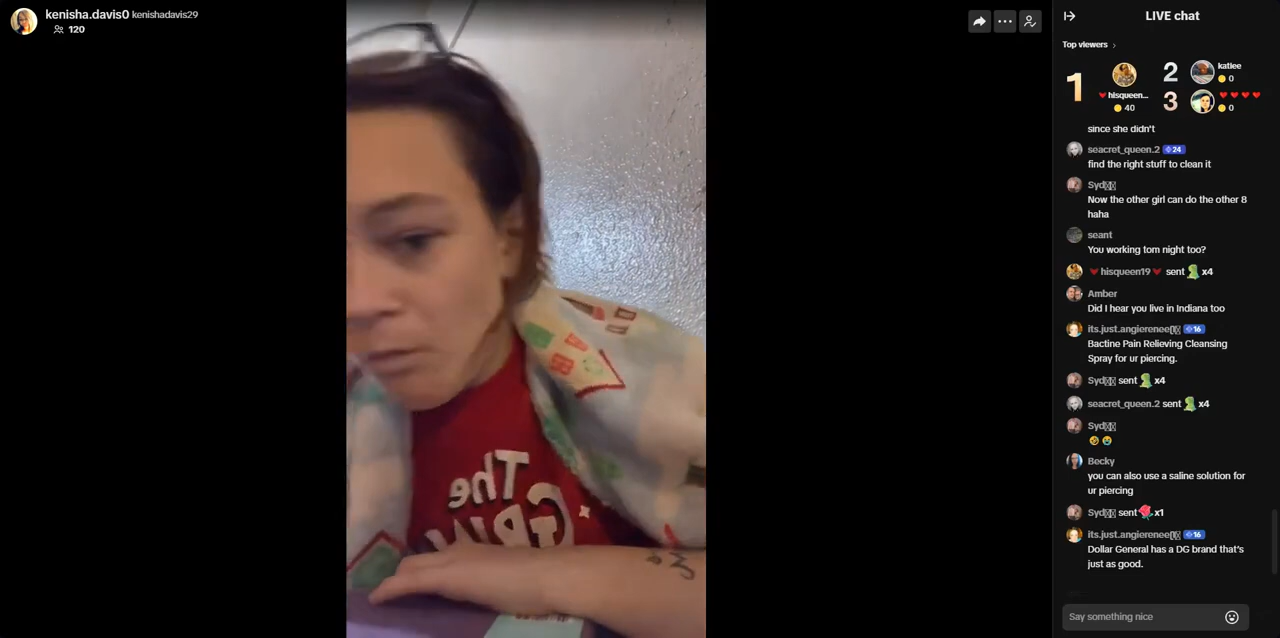 kenisha.davis0 kenishadavis29
120
LIVE chat
Top viewers
1
hisqueen...
40
2
katlee
0
3
0
since she didn't
seacret_queen.2 24
find the right stuff to clean it
Syd
Now the other girl can do the other 8
haha
seant
You working tom night too?
hisqueen19 sent x4
Amber
Did I hear you live in Indiana too
its.just.angierenee 16
Bactine Pain Relieving Cleansing
Spray for ur piercing.
Syd sent x4
seacret_queen.2 sent x4
Syd
Becky
you can also use a saline solution for
ur piercing
Syd sent x1
its.just.angierenee 16
Dollar General has a DG brand that's
just as good.
Say something nice
The